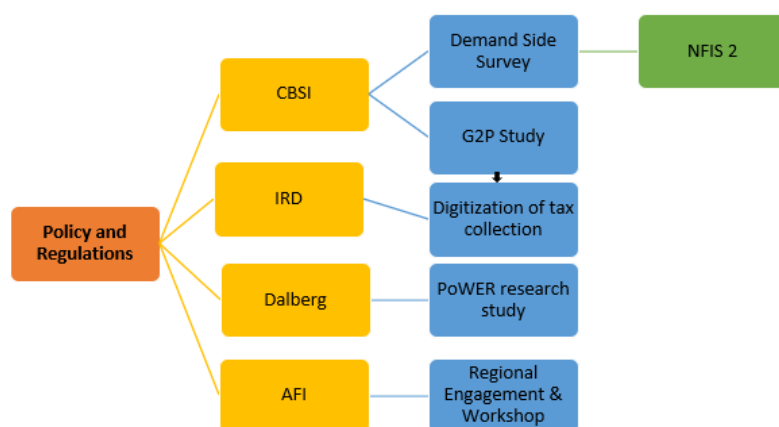 Demand Side
Survey
NFIS 2
CBSI
G2P Study
IRD
Digitization of tax
collection
Policy and
Regulations
Dalberg
PoWER research
study
AFI
Regional
Engagement &
Workshop